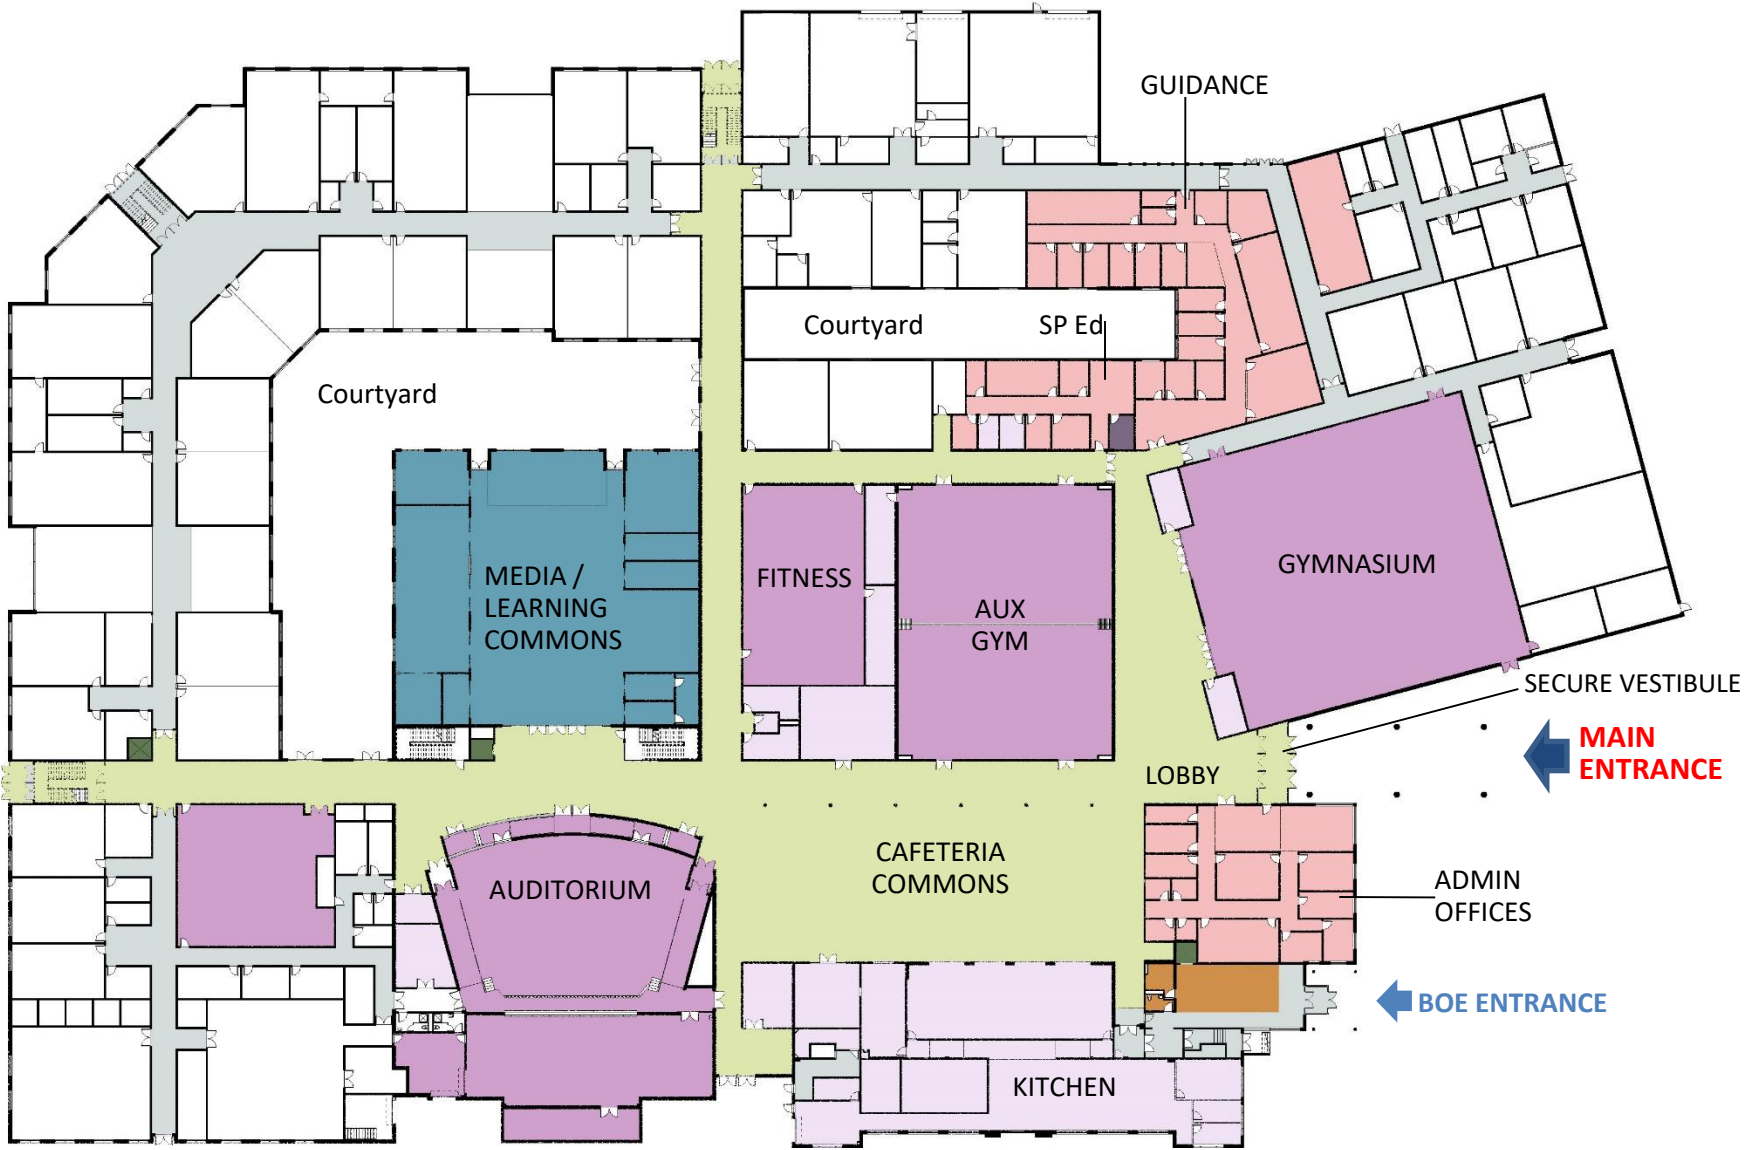 GUIDANCE
Courtyard
SP Ed
Courtyard
MEDIA /
LEARNING
COMMONS
FITNESS
AUX
GYM
GYMNASIUM
SECURE VESTIBULE
MAIN
ENTRANCE
LOBBY
CAFETERIA
COMMONS
AUDITORIUM
ADMIN
OFFICES
BOE ENTRANCE
KITCHEN